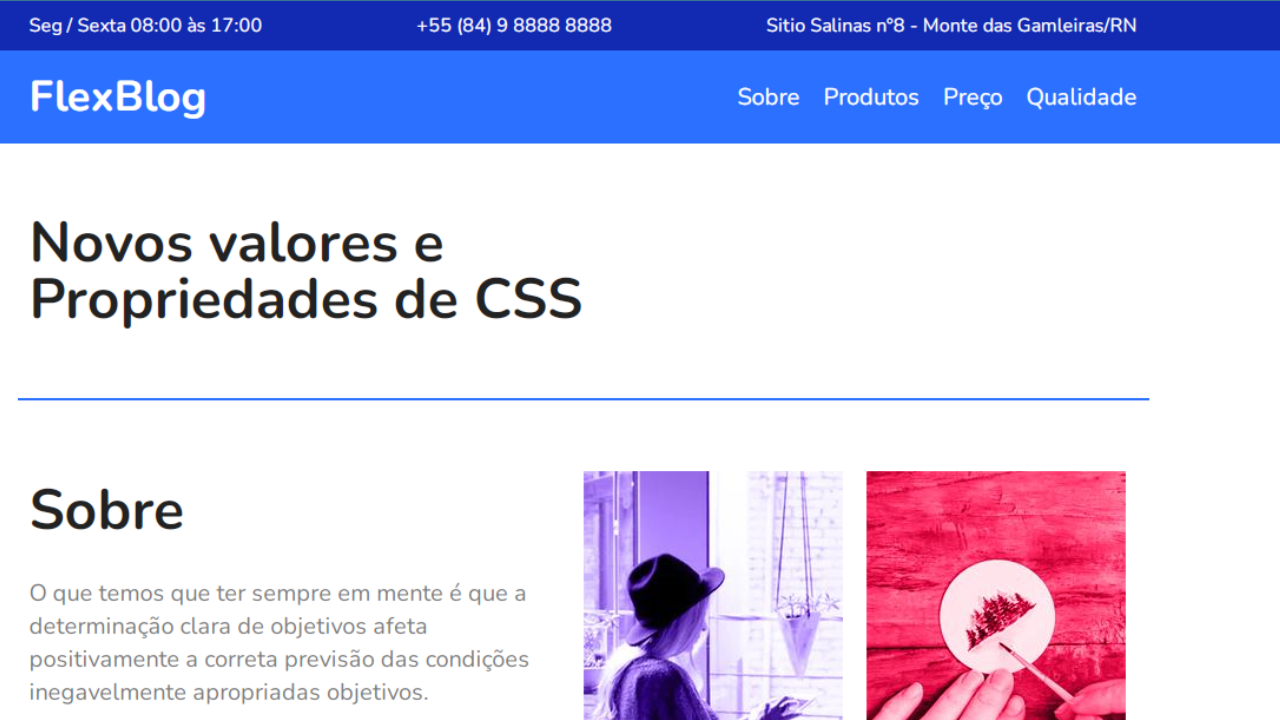 Seg / Sexta 08:00 às 17:00
+55 (84) 9 8888 8888
Sitio Salinas n°8 - Monte das Gamleiras/RN
FlexBlog
Sobre
Produtos
Preço
Qualidade
Novos valores e
Propriedades de CSS
Sobre
O que temos que ter sempre em mente é que a
determinação clara de objetivos afeta
positivamente a correta previsão das condições
inegavelmente apropriadas objetivos.